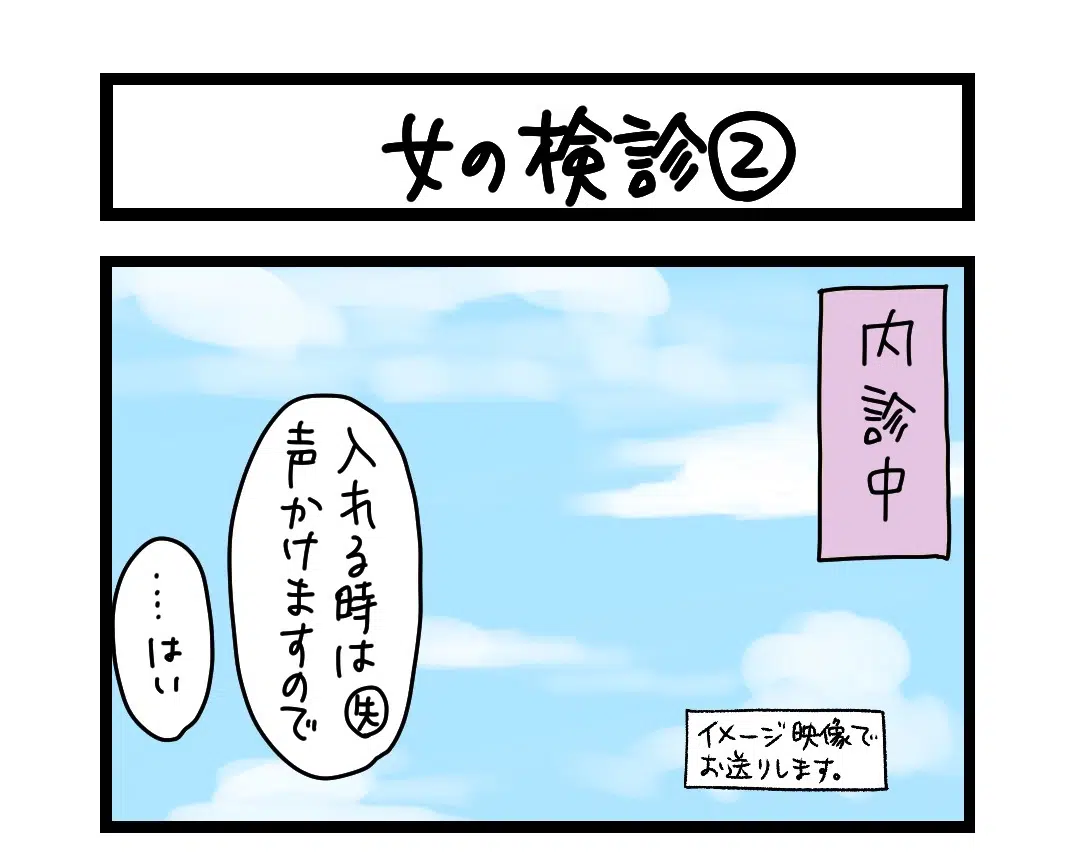 女の検診②
内診中
入れる時は㊛
声かけますので
‥‥はい
イメージ映像で
お送りします。